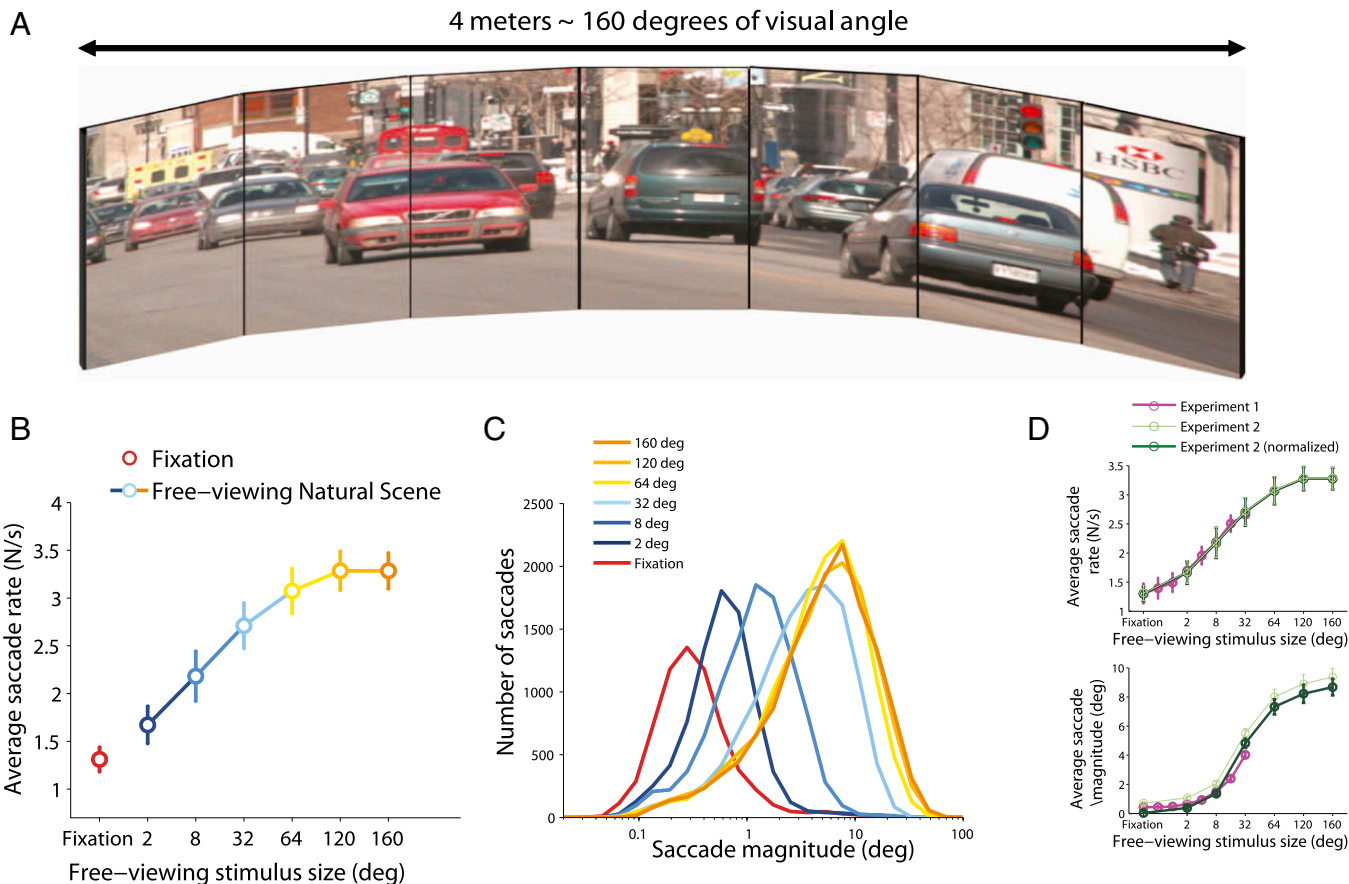 A
4 meters ~ 160 degrees of visual angle
HSBC
B
Fixation
Free−viewing Natural Scene
Average saccade rate (N/s)
4
3.5
3
2.5
2
1.5
1
Fixation 2 8 32 64 120 160
Free−viewing stimulus size (deg)
C
160 deg
120 deg
64 deg
32 deg
8 deg
2 deg
Fixation
Number of saccades
2500
2000
1500
1000
500
0
0.1 1 10 100
Saccade magnitude (deg)
D
Experiment 1
Experiment 2
Experiment 2 (normalized)
Average saccade
rate (N/s)
3.5
3
2.5
2
1.5
1
Fixation 2 8 32 64 120 160
Free−viewing stimulus size (deg)
Average saccade
\magnitude (deg)
10
8
6
4
2
0
Fixation 2 8 32 64 120 160
Free−viewing stimulus size (deg)